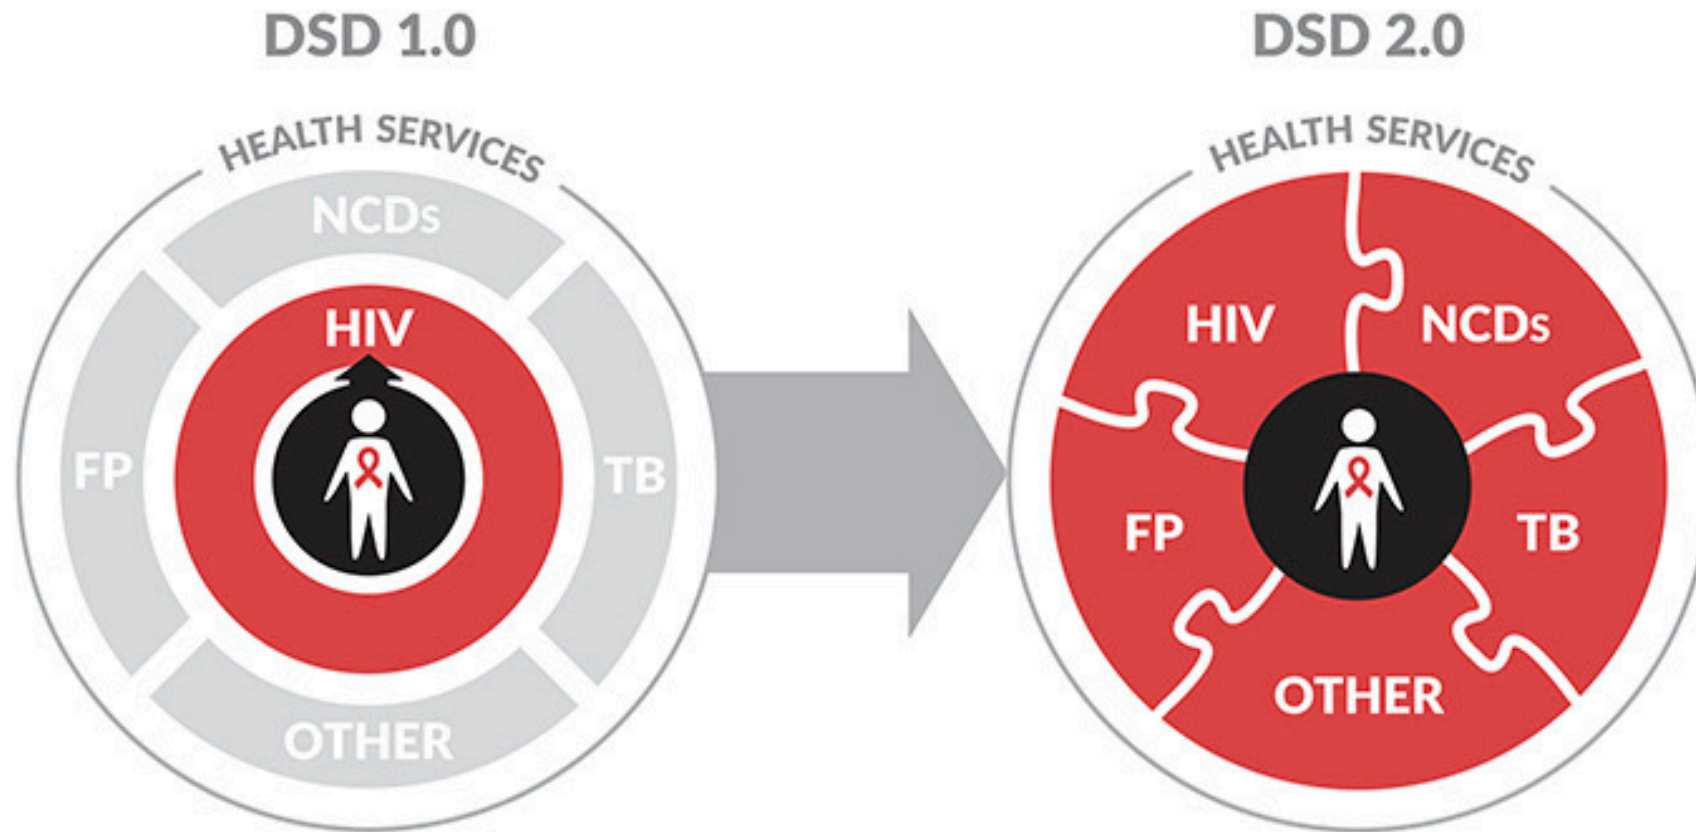 DSD 1.0
HEALTH SERVICES
NCDs
HIV
FP
TB
OTHER
DSD 2.0
HEALTH SERVICES
HIV
NCDs
FP
TB
OTHER